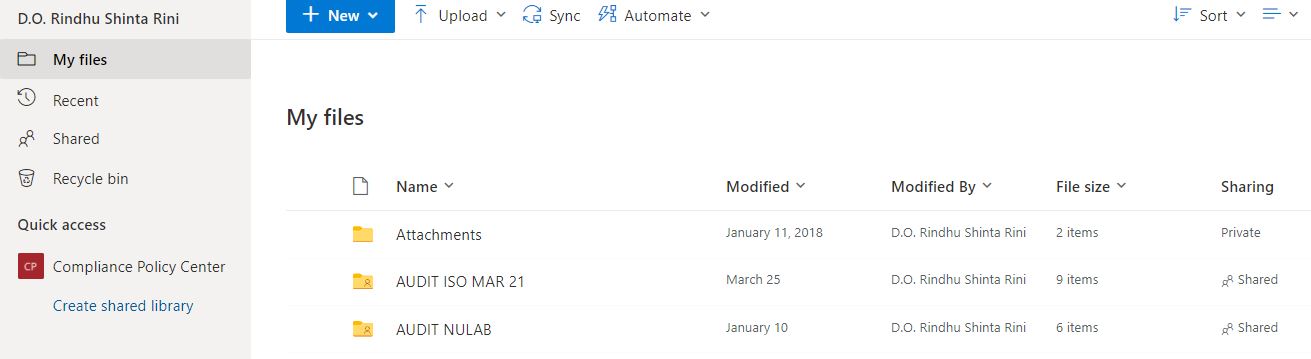 D.O. Rindhu Shinta Rini
New
Upload
Sync
Automate
Sort
My files
Recent
Shared
Recycle bin
Quick access
CP Compliance Policy Center
Create shared library
My files
Name Modified Modified By File size Sharing
Attachments January 11, 2018 D.O. Rindhu Shinta Rini 2 items Private
AUDIT ISO MAR 21 March 25 D.O. Rindhu Shinta Rini 9 items Shared
AUDIT NULAB January 10 D.O. Rindhu Shinta Rini 6 items Shared